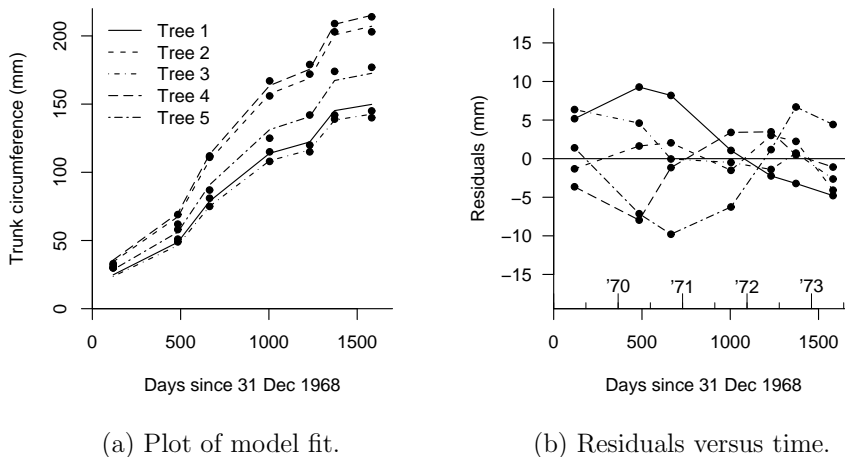 Trunk circumference (mm)
0
50
100
150
200
Tree 1
Tree 2
Tree 3
Tree 4
Tree 5
0
500
1000
1500
Days since 31 Dec 1968
(a) Plot of model fit.
Residuals (mm)
15
10
5
0
−5
−10
−15
'70
'71
'72
'73
0
500
1000
1500
Days since 31 Dec 1968
(b) Residuals versus time.